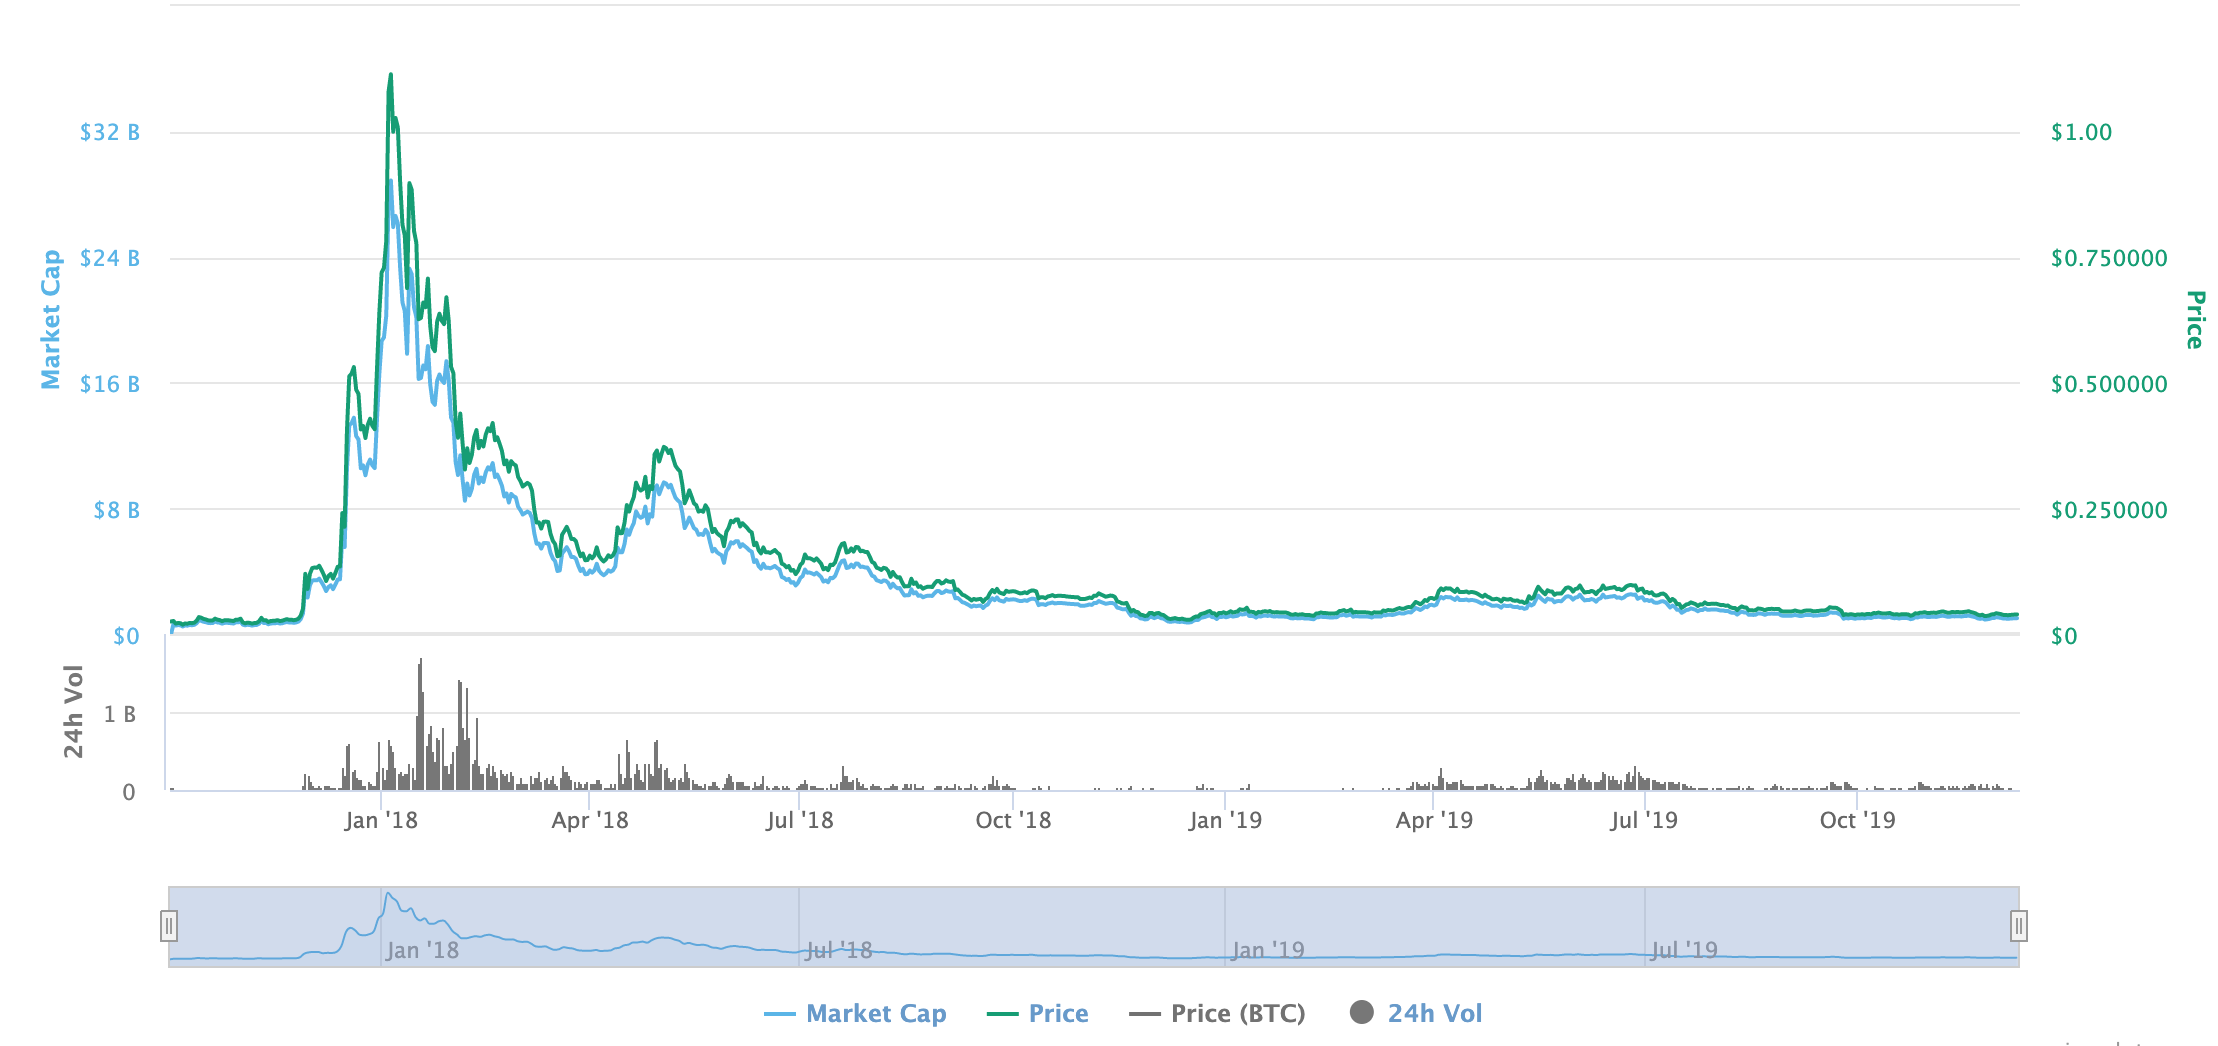 $32 B
$24 B
$16 B
$8 B
$0
Market Cap
$1.00
$0.750000
$0.500000
$0.250000
$0
Price
24h Vol
1 B
0
Jan '18
Apr '18
Jul '18
Oct '18
Jan '19
Apr '19
Jul '19
Oct '19
Jan '18
Jul '18
Jan '19
Jul '19
Market Cap
Price
Price (BTC)
24h Vol